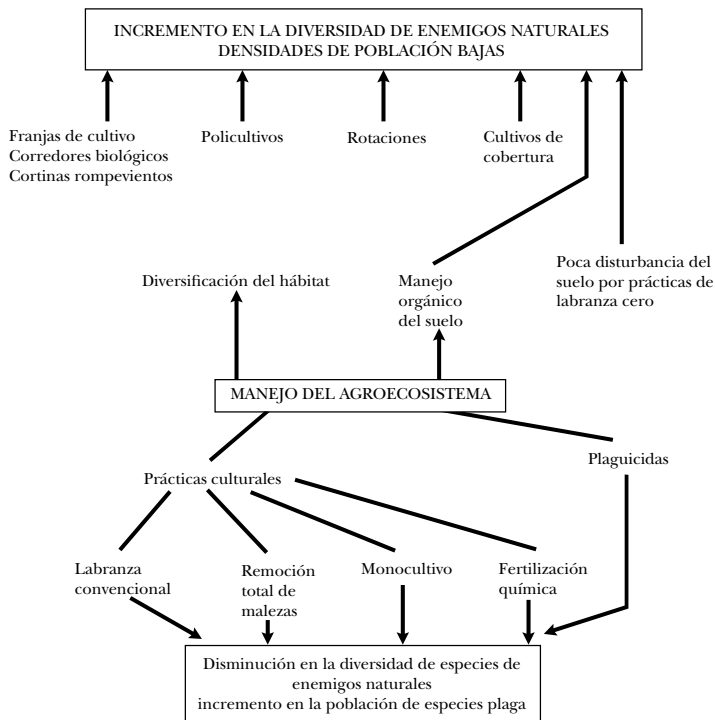 INCREMENTO EN LA DIVERSIDAD DE ENEMIGOS NATURALES
DENSIDADES DE POBLACIÓN BAJAS
Franjas de cultivo
Corredores biológicos
Cortinas rompevientos
Policultivos
Rotaciones
Cultivos de
cobertura
Diversificación del hábitat
Manejo
orgánico
del suelo
Poca disturbancia del
suelo por prácticas de
labranza cero
MANEJO DEL AGROECOSISTEMA
Prácticas culturales
Plaguicidas
Labranza
convencional
Remoción
total de
malezas
Monocultivo
Fertilización
química
Disminución en la diversidad de especies de
enemigos naturales
incremento en la población de especies plaga